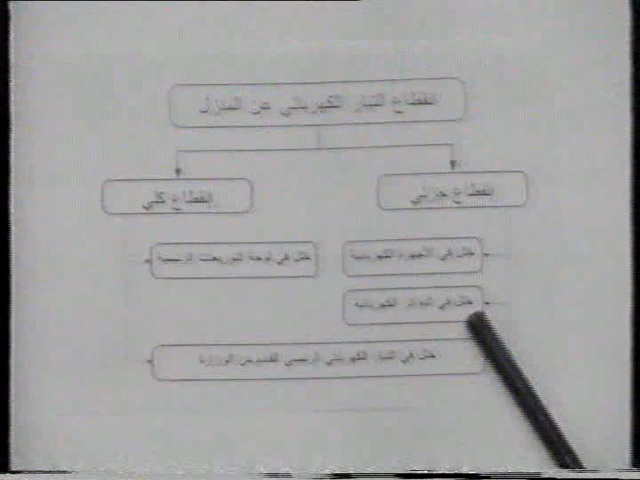 انقطاع التيار الكهربائي عن المنزل
انقطاع جزئي
انقطاع كلي
خلل في الأجهزة الكهربائية
خلل في لوحة التوزيعات الرئيسية
خلل في الدوائر الكهربائية
خلل في التيار الكهربائي الرئيسي القادم من الوزارة